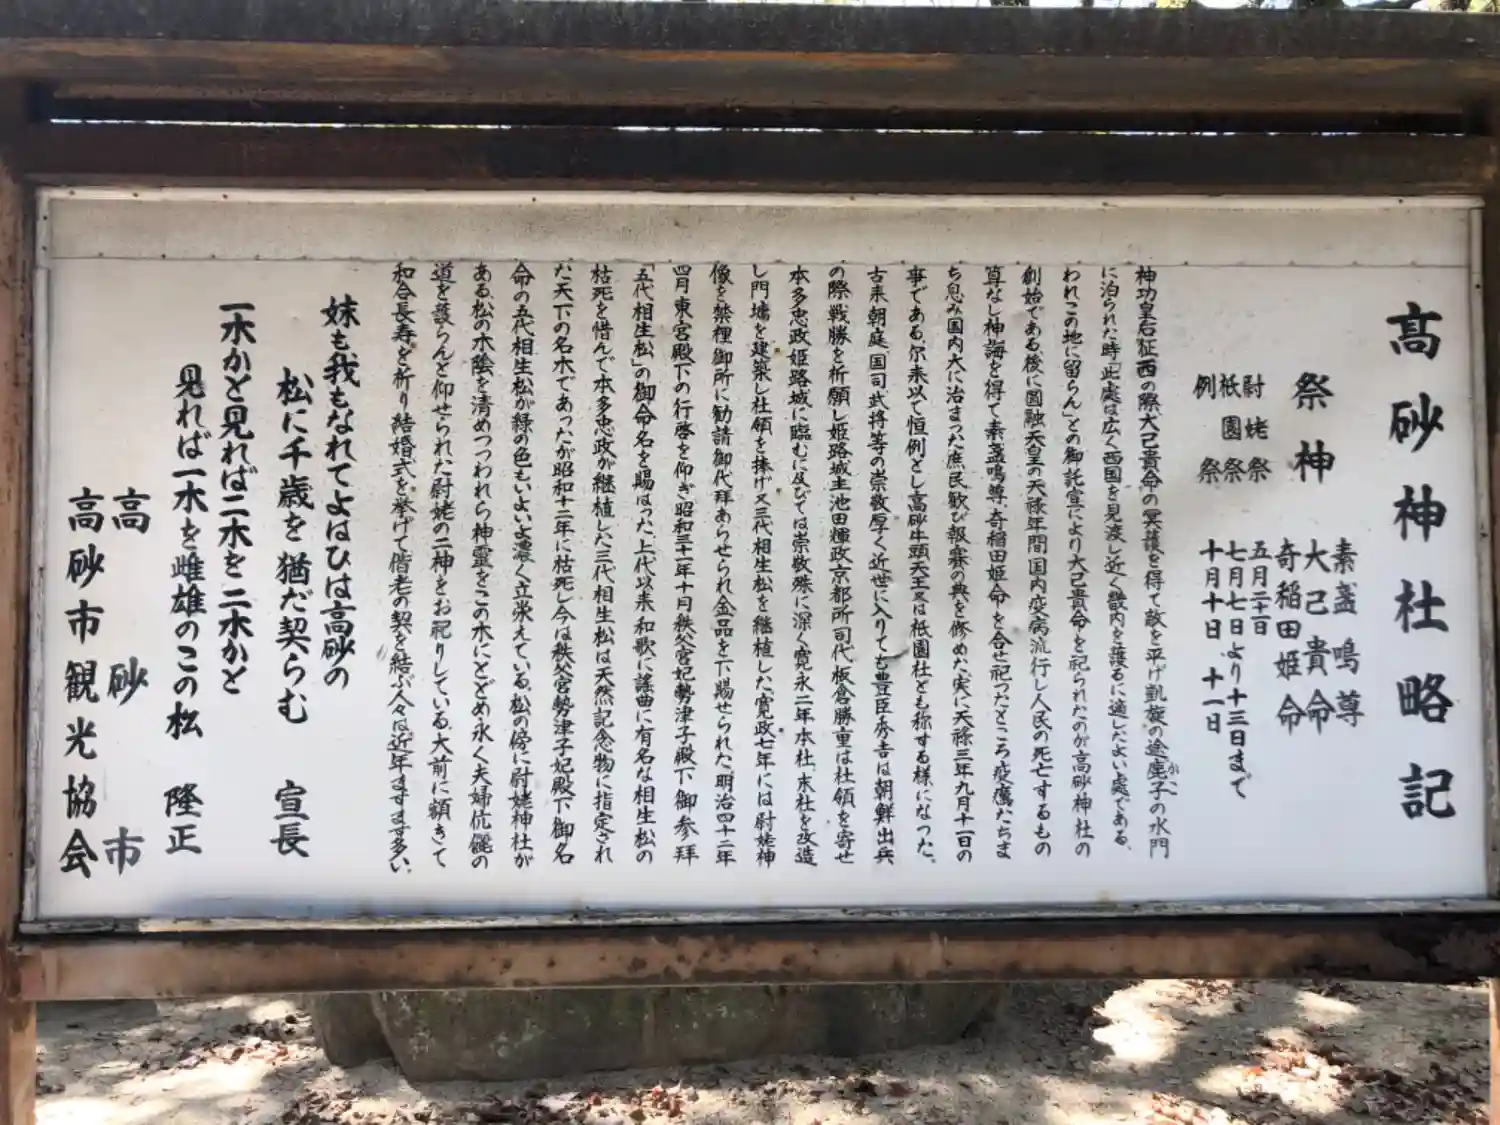 高砂神社略記
祭神
素盞鳴尊
大己貴命
奇稲田姫命
尉姥祭 五月二十一日
祇園祭 七月七日より十三日まで
例祭 十月十日、十一日
神功皇后征西の際大己貴命の冥護を得て敵を平げ凱旋の途鹿子の水門
に泊られた時「此處は広く西国を見渡し近く畿内を護るに適したよい處である、
われこの地に留らん」との御託宣により大己貴命を祀られたのが高砂神社の
創始である後に圓融天皇の天禄年間国内疫病流行し人民の死亡するもの
算なし神誨を得て素盞鳴尊、奇稲田姫命を合せ祀つたところ疫癘たちま
ち息み国内大に治まった庶民歓び報賽の典を修めた、実に天禄三年九月十一日の
事である、尓来以て恒例とし高砂牛頭天王又は祇園社とも称する様になつた。
古来朝庭、国司武将等の崇敬厚く近世に入りても豊臣秀吉は朝鮮出兵
の際戦勝を祈願し姫路城主池田輝政京都所司代板倉勝重は社領を寄せ
本多忠政姫路城に臨むに及びては崇敬殊に深く寛永二年本社、末社を改造
し門墻を建築し社領を捧げ又三代相生松を継植した、寛政七年には尉姥神
像を禁裡御所に勧請御代拝あらせられ金品を下賜せられた、明治四十二年
四月東宮殿下の行啓を仰ぎ昭和三十一年十月秩父宮妃勢津子殿下御参拝
「五代相生松」の御命名を賜はつた、上代以来和歌に謡曲に有名な相生松の
枯死を惜んで本多忠政が継植した三代相生松は天然記念物に指定され
た天下の名木であつたが昭和十二年に枯死し今は秩父宮勢津子妃殿下御名
命の五代相生松が緑の色もいよいよ濃く立栄えている、松の傍に尉姥神社が
ある、松の木陰を清めつつわれら神霊をこの木にとどめ永く夫婦伉儷の
道を護らんと仰せられた尉姥の二神をお祀りしている、大前に額きて
和合長寿を祈り結婚式を挙げて偕老の契を結ぶ人々は近年ますます多い。
妹も我もなれてよはひは高砂の
松に千歳を猶だ契らむ 宣長
一木かと見れば二木を二木かと
見れば一木を雌雄のこの松 隆正
高砂市
高砂市観光協会